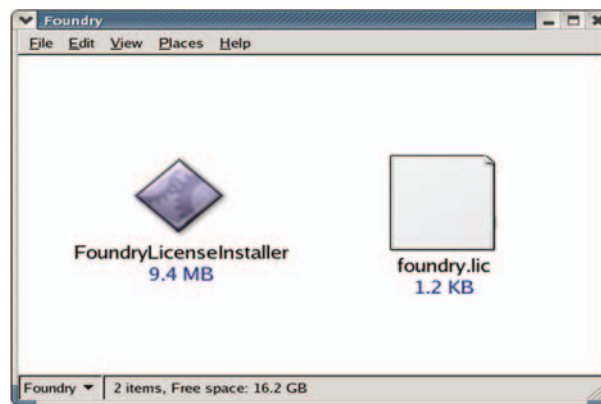 Foundry
File Edit View Places Help
FoundryLicenseInstaller
9.4 MB
foundry.lic
1.2 KB
Foundry 2 items, Free space: 16.2 GB